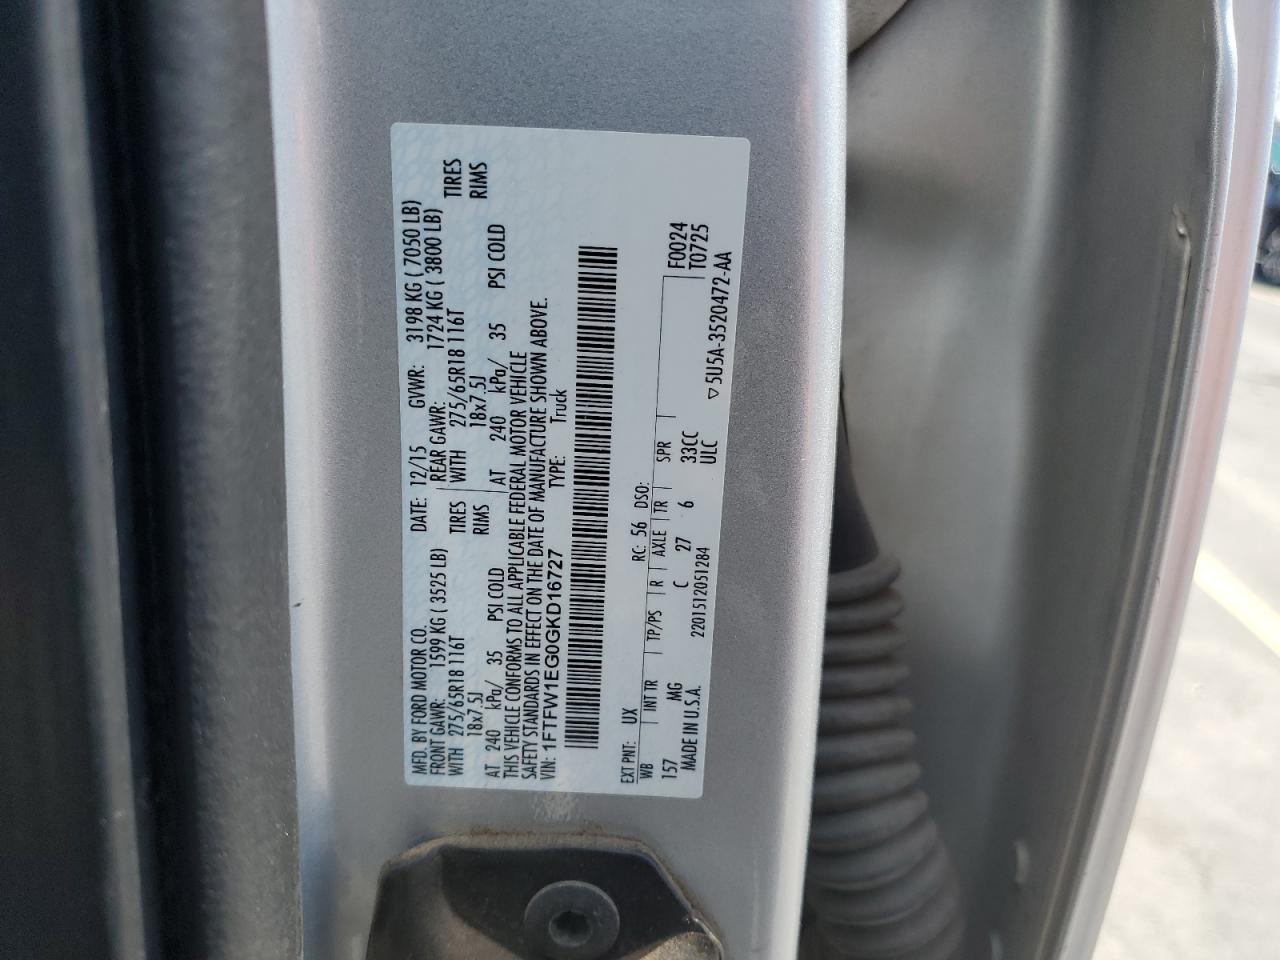 MFD. BY FORD MOTOR CO. DATE: 12/15 GVWR: 3198 KG ( 7050 LB)
FRONT GAWR: 1599 KG ( 3525 LB) REAR GAWR: 1724 KG ( 3800 LB)
WITH 275/65R18 116T TIRES WITH 275/65R18 116T TIRES
18x7.5J RIMS 18x7.5J RIMS
AT 240 kPa/ 35 PSI COLD AT 240 kPa/ 35 PSI COLD
THIS VEHICLE CONFORMS TO ALL APPLICABLE FEDERAL MOTOR VEHICLE
SAFETY STANDARDS IN EFFECT ON THE DATE OF MANUFACTURE SHOWN ABOVE.
VIN: 1FTFW1EG0GKD16727 TYPE: Truck
EXT PNT: UX RC: 56 DSO:
WB INT TR TP/PS R AXLE TR SPR F0024
157 MG C 27 6 33CC T0725
MADE IN U.S.A. 2201512051284 ULC ▽5U5A-3520472-AA